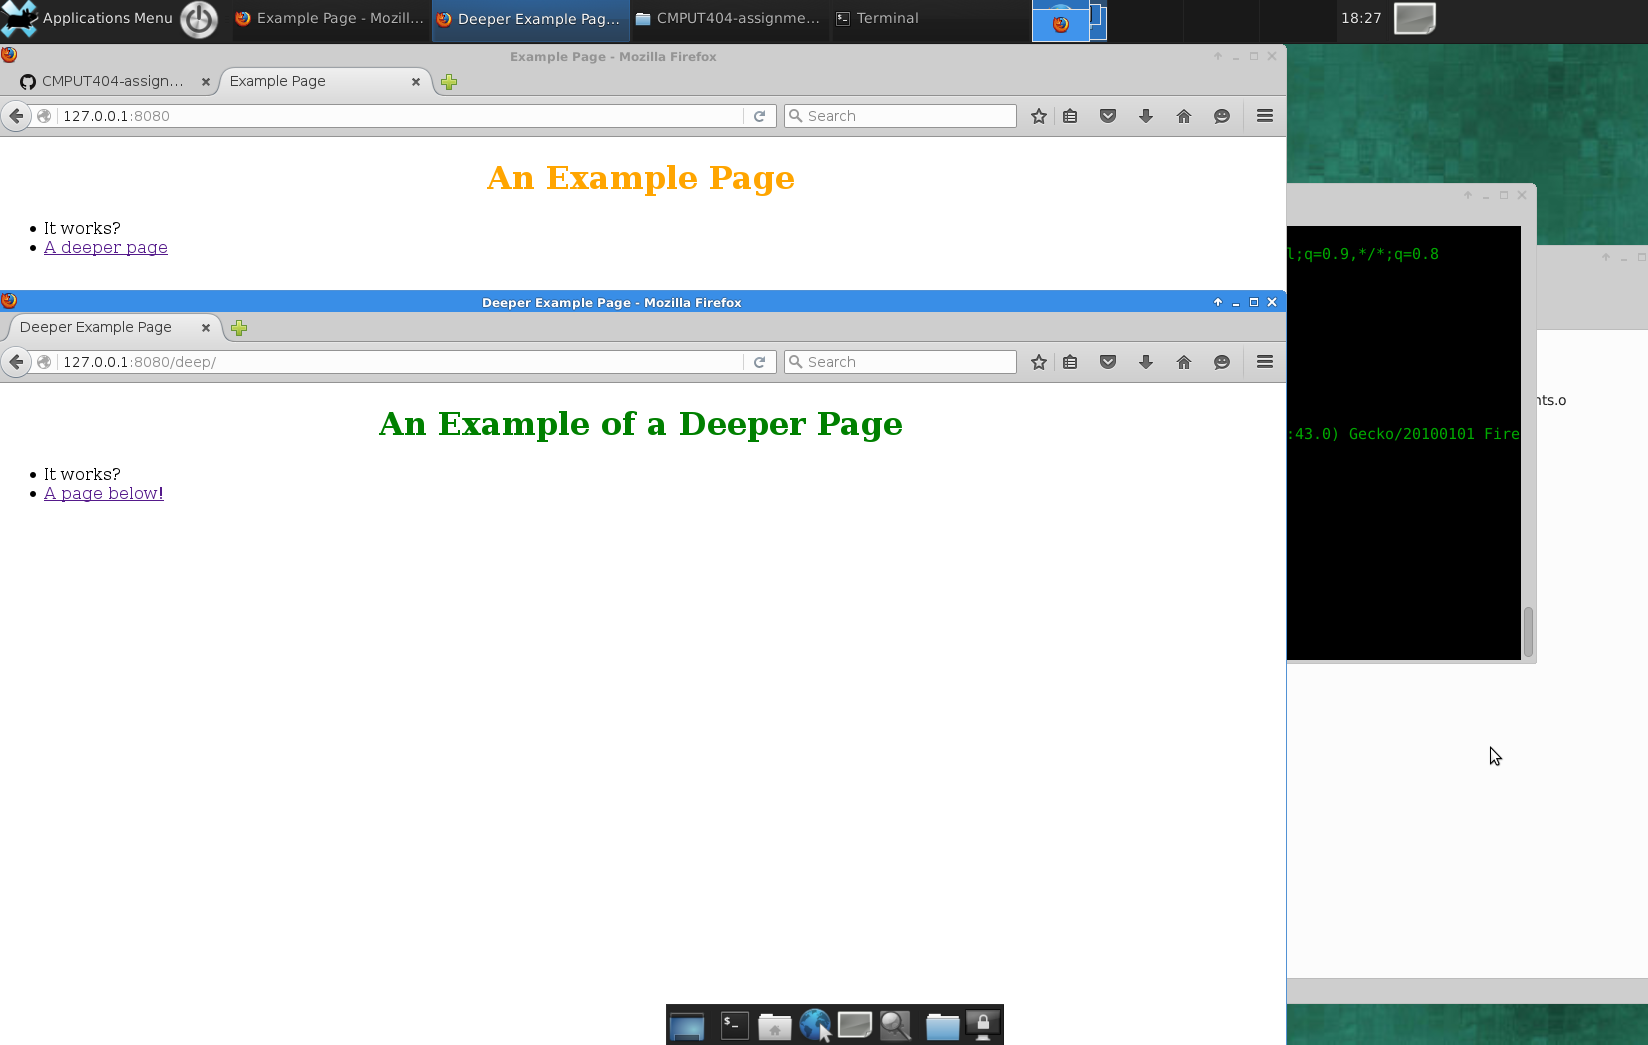 Applications Menu
Example Page - Mozill...
Deeper Example Pag...
CMPUT404-assignme...
Terminal
18:27
Example Page - Mozilla Firefox
CMPUT404-assign...
Example Page
127.0.0.1:8080
Search
An Example Page
It works?
A deeper page
l;q=0.9,*/*;q=0.8
Deeper Example Page - Mozilla Firefox
Deeper Example Page
127.0.0.1:8080/deep/
Search
nts.o
An Example of a Deeper Page
:43.0) Gecko/20100101 Fire
It works?
A page below!
$_